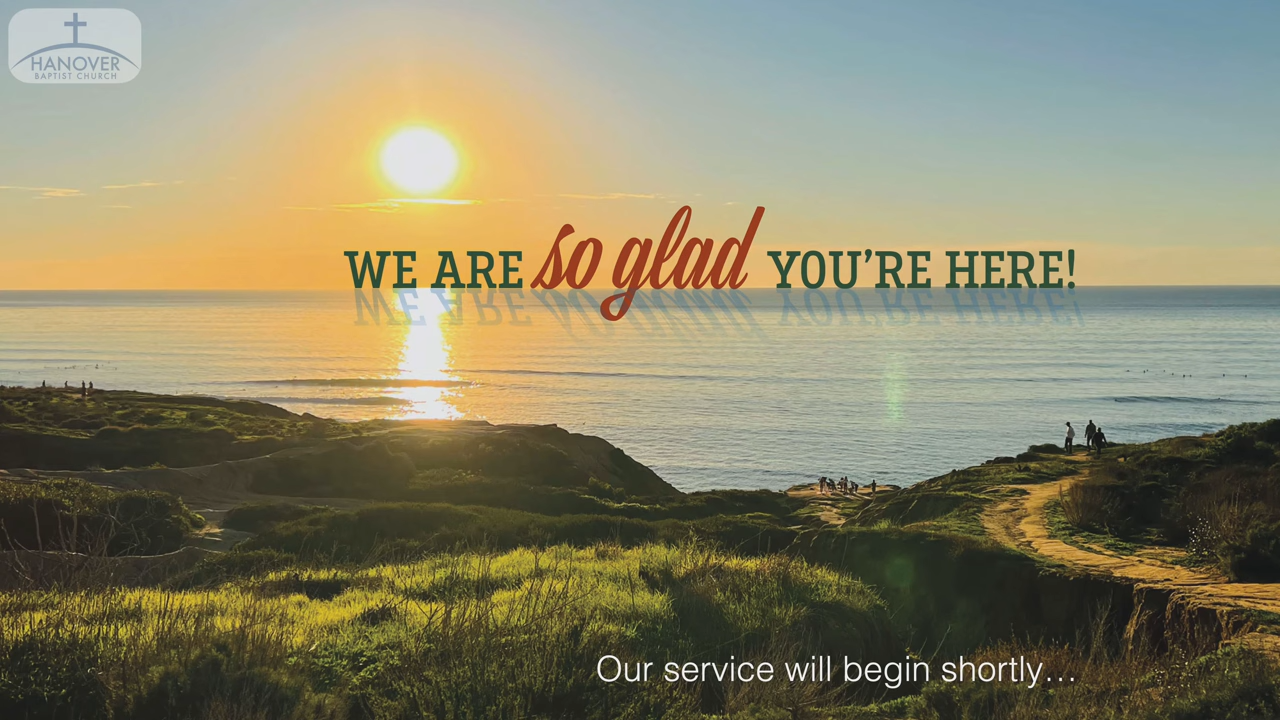 HANOVER
BAPTIST CHURCH
WE ARE so glad YOU'RE HERE!
Our service will begin shortly...